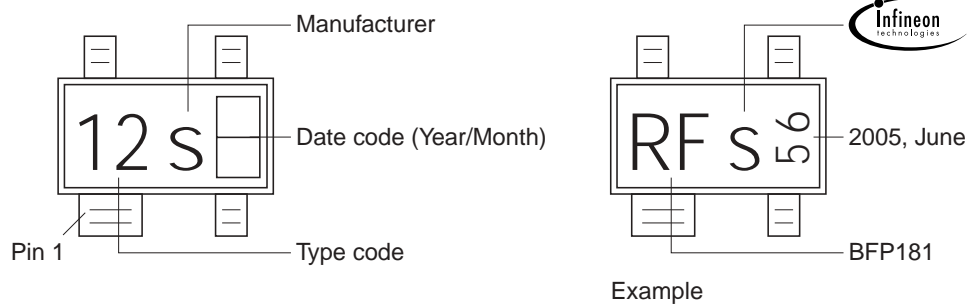 Manufacturer
12 s
Date code (Year/Month)
Pin 1
Type code
Infineon
technologies
RF s 56
2005, June
BFP181
Example